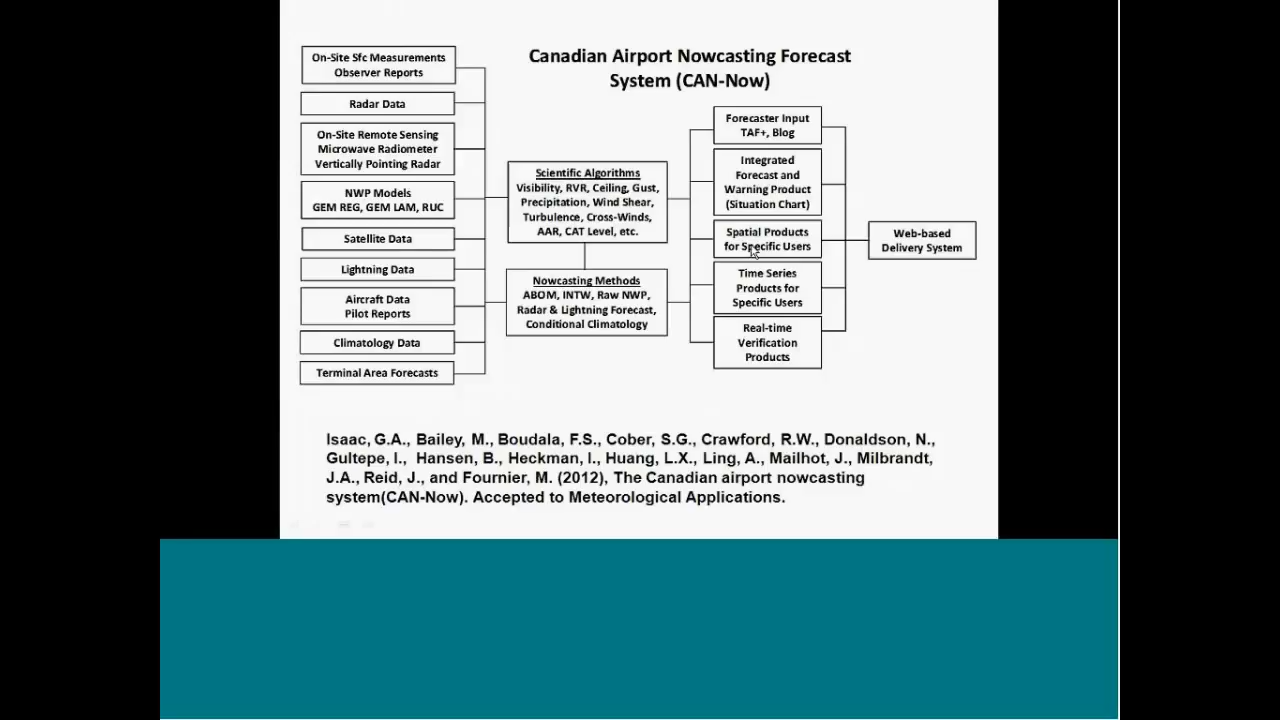 Canadian Airport Nowcasting Forecast
System (CAN-Now)
On-Site Sfc Measurements
Observer Reports
Radar Data
On-Site Remote Sensing
Microwave Radiometer
Vertically Pointing Radar
NWP Models
GEM REG, GEM LAM, RUC
Satellite Data
Lightning Data
Aircraft Data
Pilot Reports
Climatology Data
Terminal Area Forecasts
Scientific Algorithms
Visibility, RVR, Ceiling, Gust,
Precipitation, Wind Shear,
Turbulence, Cross-Winds,
AAR, CAT Level, etc.
Nowcasting Methods
ABOM, INTW, Raw NWP,
Radar & Lightning Forecast,
Conditional Climatology
Forecaster Input
TAF+, Blog
Integrated
Forecast and
Warning Product
(Situation Chart)
Spatial Products
for Specific Users
Time Series
Products for
Specific Users
Real-time
Verification
Products
Web-based
Delivery System
Isaac, G.A., Bailey, M., Boudala, F.S., Cober, S.G., Crawford, R.W., Donaldson, N.,
Gultepe, I., Hansen, B., Heckman, I., Huang, L.X., Ling, A., Mailhot, J., Milbrandt,
J.A., Reid, J., and Fournier, M. (2012), The Canadian airport nowcasting
system(CAN-Now). Accepted to Meteorological Applications.